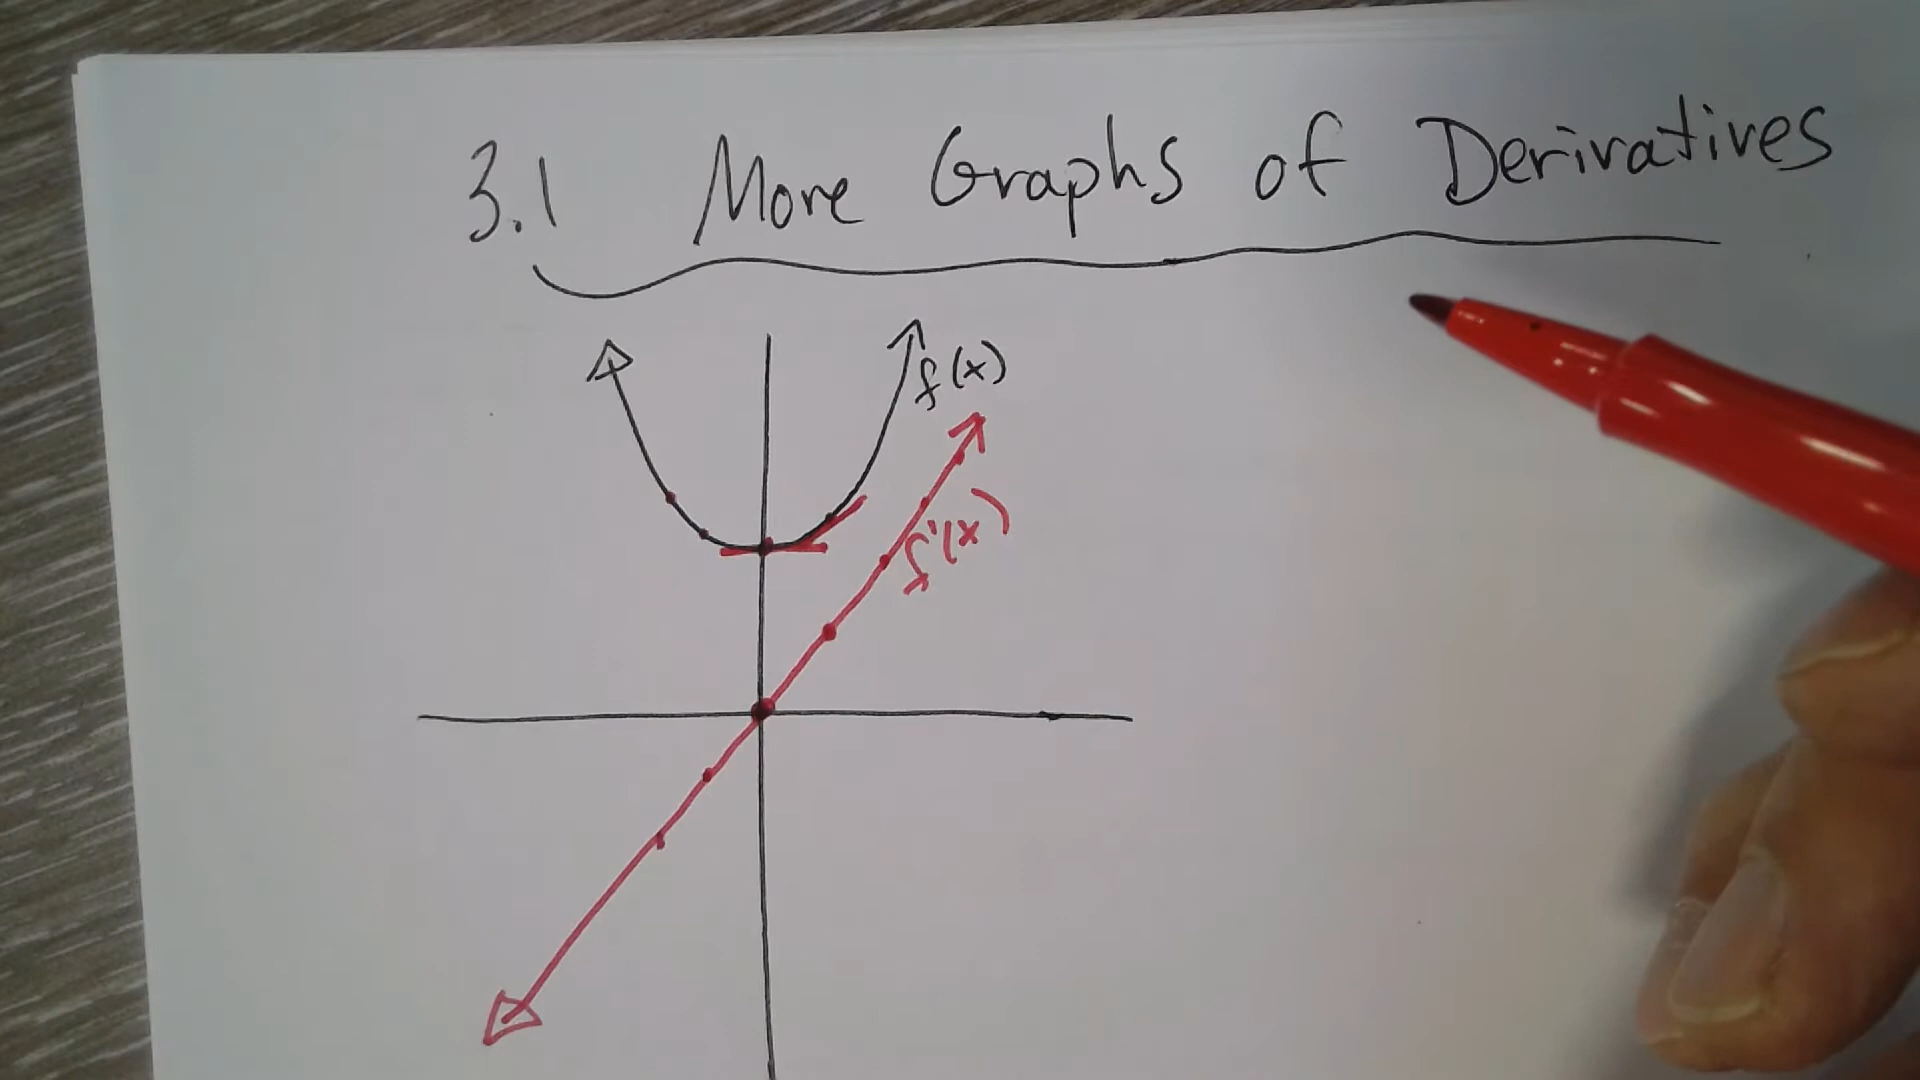 3.1 More Graphs of Derivatives
f(x)
f'(x)